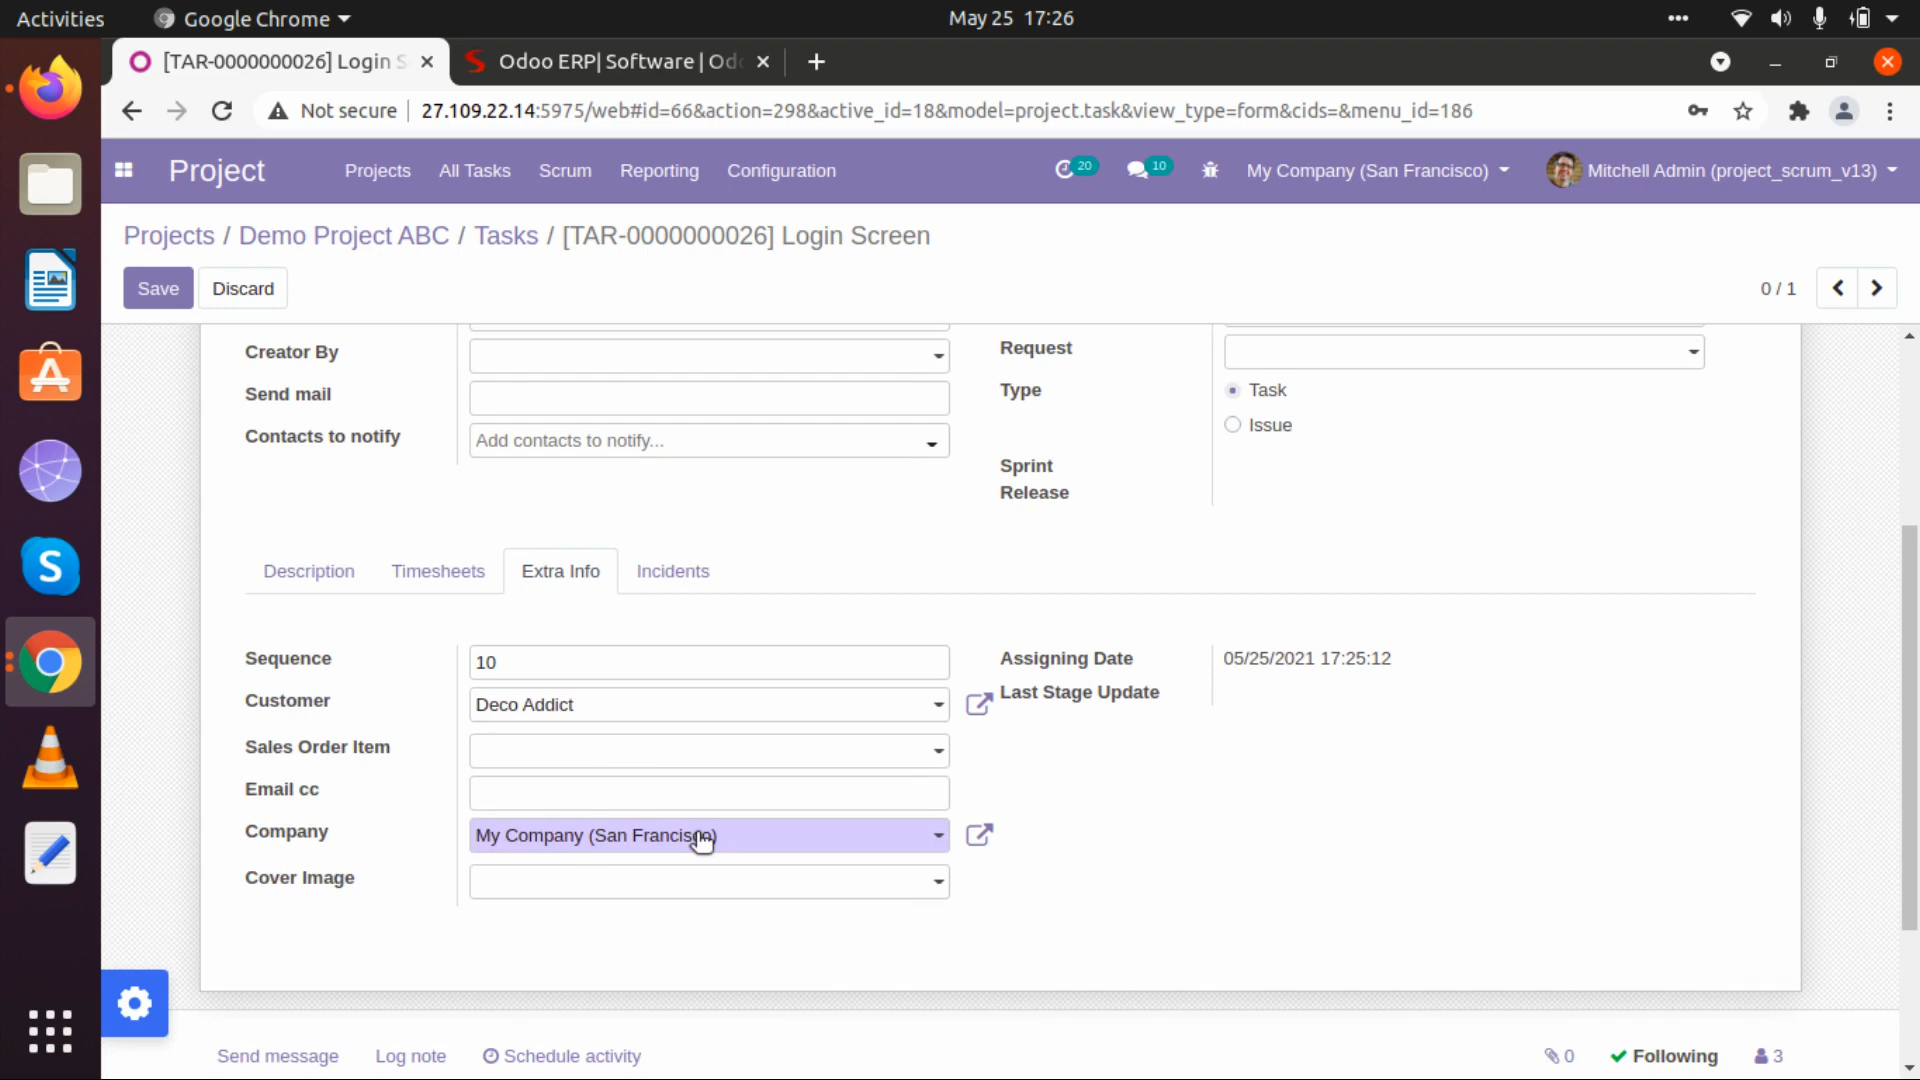 Activities
Google Chrome
May 25 17:26
[TAR-0000000026] Login S
Odoo ERP| Software | Odo
Not secure
27.109.22.14:5975/web#id=66&action=298&active_id=18&model=project.task&view_type=form&cids=&menu_id=186
Project
Projects
All Tasks
Scrum
Reporting
Configuration
20
10
My Company (San Francisco)
Mitchell Admin (project_scrum_v13)
Projects / Demo Project ABC / Tasks / [TAR-0000000026] Login Screen
Save
Discard
0 / 1
Creator By
Send mail
Contacts to notify
Add contacts to notify...
Request
Type
Task
Issue
Sprint
Release
Description
Timesheets
Extra Info
Incidents
Sequence
10
Customer
Deco Addict
Sales Order Item
Email cc
Company
My Company (San Francisco)
Cover Image
Assigning Date
05/25/2021 17:25:12
Last Stage Update
Send message
Log note
Schedule activity
0
Following
3